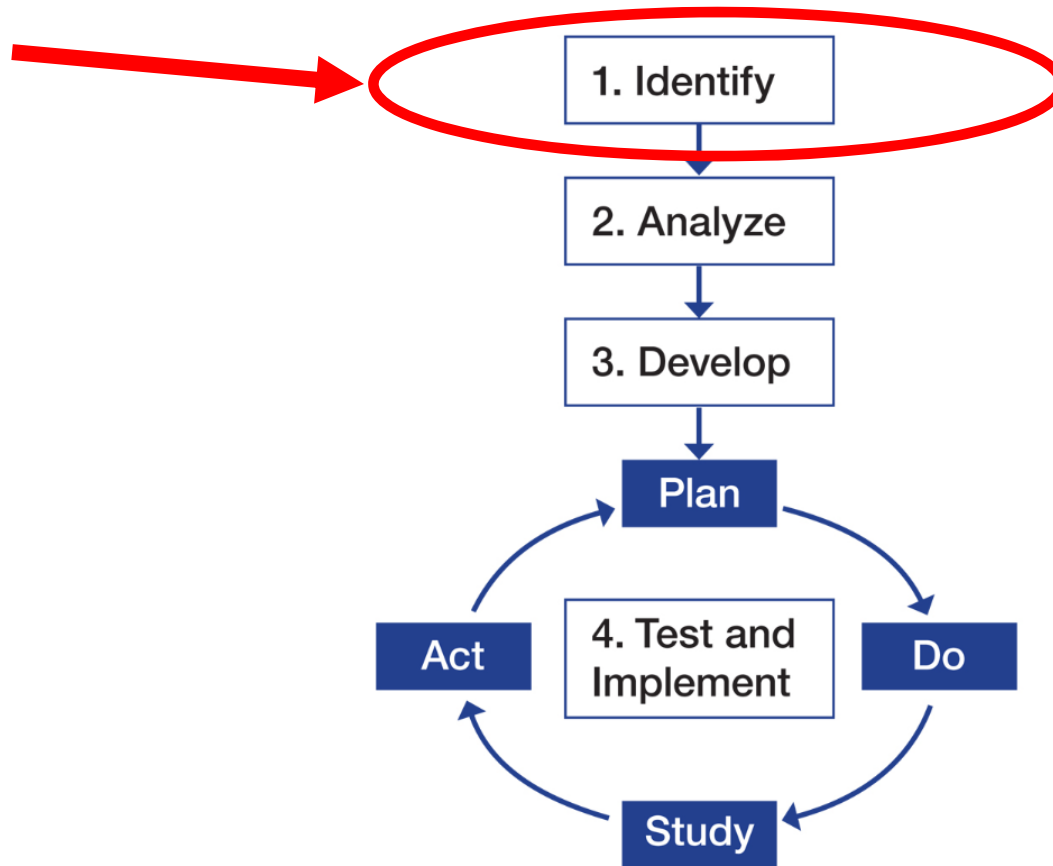 1. Identify
2. Analyze
3. Develop
Plan
Act
4. Test and
Implement
Do
Study